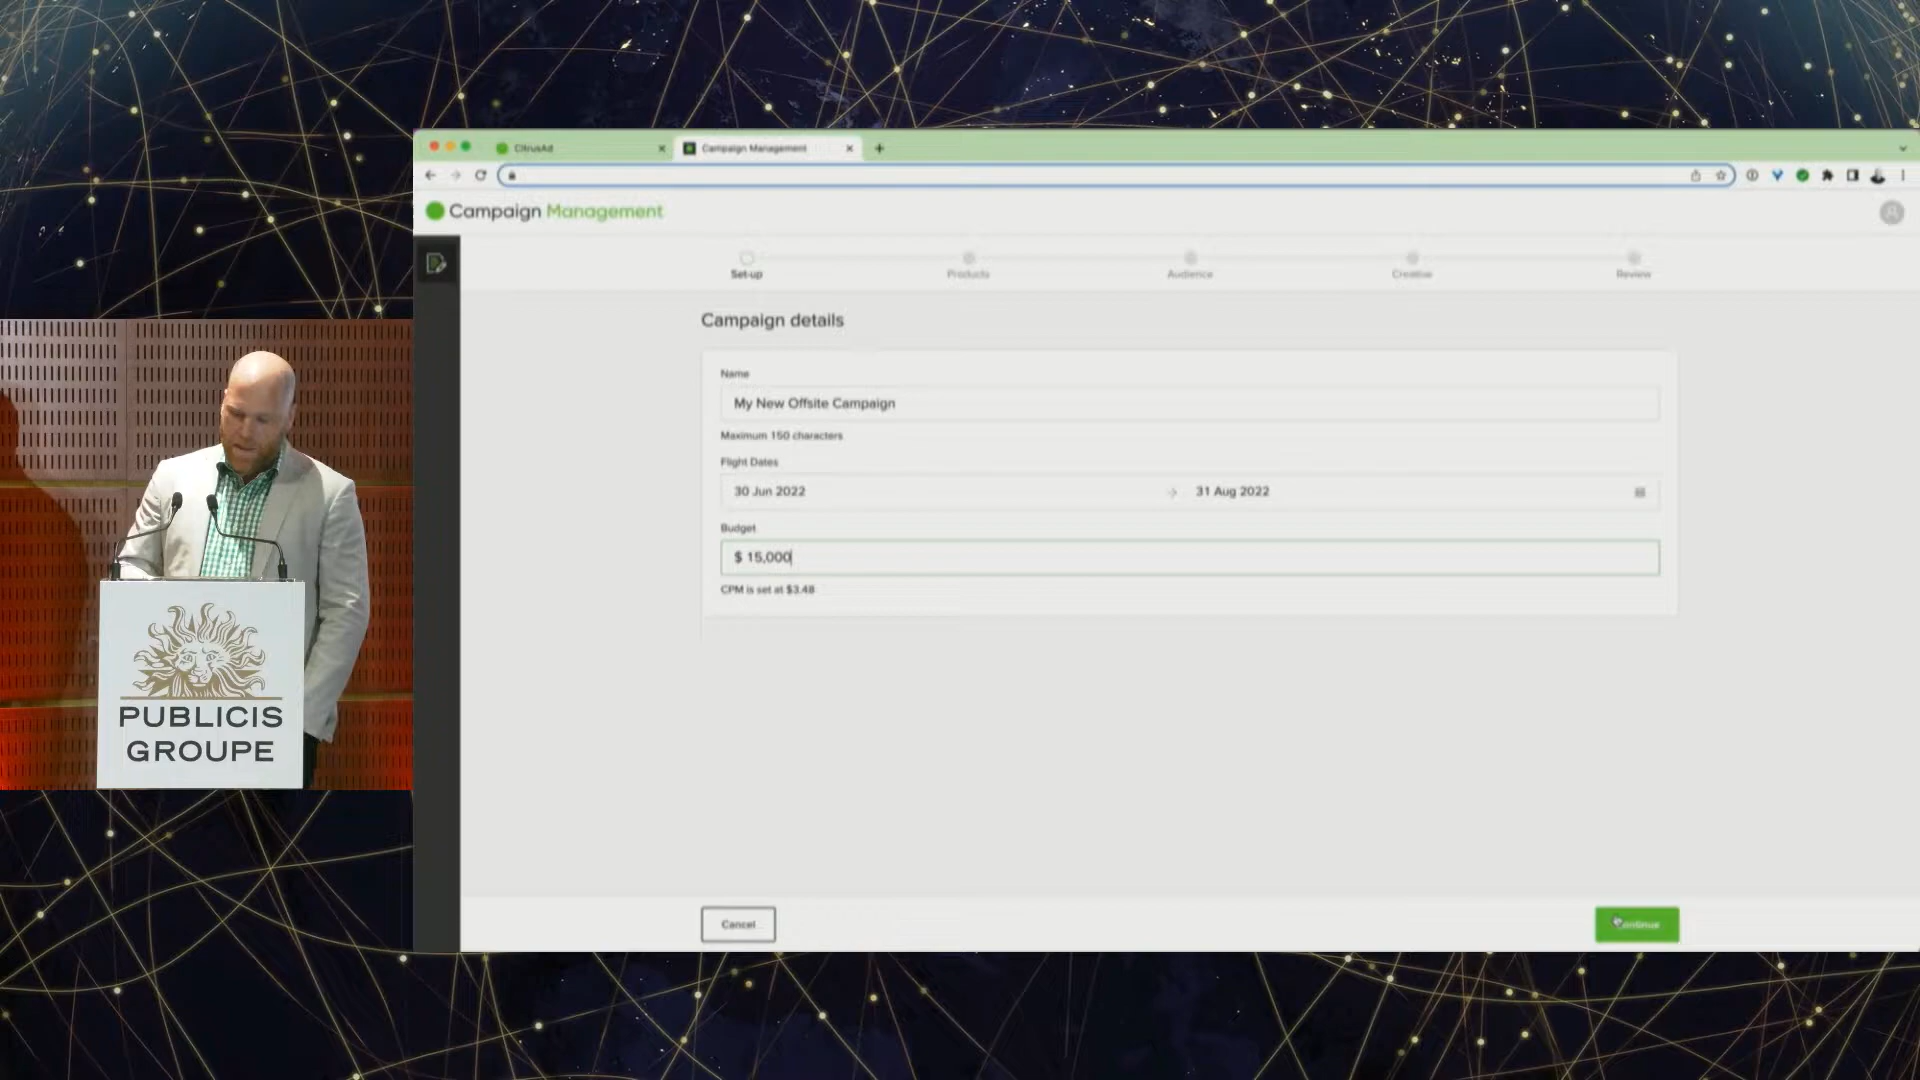 CitrusAd
Campaign Management
Campaign Management
Set-up
Products
Audience
Creative
Review
Campaign details
Name
My New Offsite Campaign
Maximum 150 characters
Flight Dates
30 Jun 2022 → 31 Aug 2022
Budget
$ 15,000
CPM is set at $3.48
Cancel
Continue
PUBLICIS
GROUPE